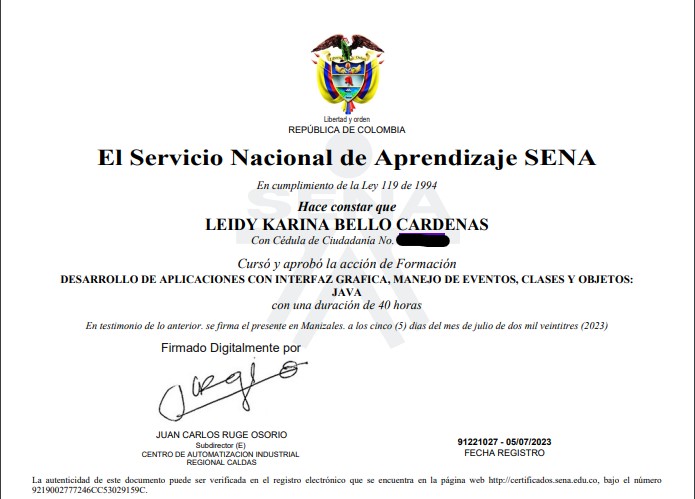 Libertad y orden
REPÚBLICA DE COLOMBIA
El Servicio Nacional de Aprendizaje SENA
En cumplimiento de la Ley 119 de 1994
Hace constar que
LEIDY KARINA BELLO CARDENAS
Con Cédula de Ciudadanía No.
Cursó y aprobó la acción de Formación
DESARROLLO DE APLICACIONES CON INTERFAZ GRAFICA, MANEJO DE EVENTOS, CLASES Y OBJETOS:
JAVA
con una duración de 40 horas
En testimonio de lo anterior. se firma el presente en Manizales. a los cinco (5) dias del mes de julio de dos mil veintitres (2023)
Firmado Digitalmente por
JUAN CARLOS RUGE OSORIO
Subdirector (E)
CENTRO DE AUTOMATIZACION INDUSTRIAL
REGIONAL CALDAS
91221027 - 05/07/2023
FECHA REGISTRO
SENA
La autenticidad de este documento puede ser verificada en el registro electrónico que se encuentra en la página web http://certificados.sena.edu.co, bajo el número
9219002777246CC53029159C.